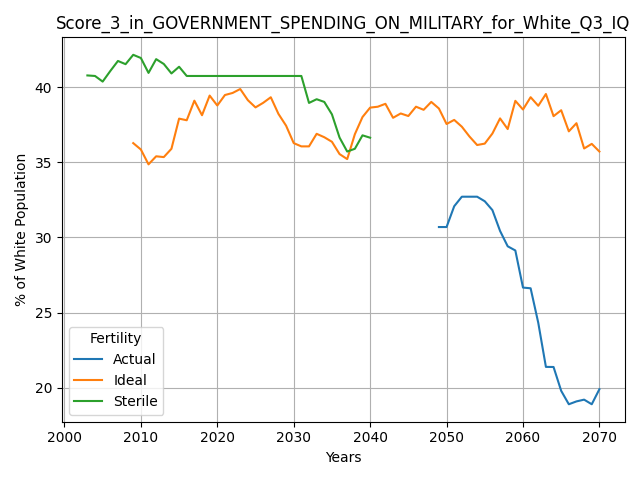 Score_3_in_GOVERNMENT_SPENDING_ON_MILITARY_for_White_Q3_IQ
% of White Population
40
35
30
25
20
Fertility
Actual
Ideal
Sterile
2000 2010 2020 2030 2040 2050 2060 2070
Years